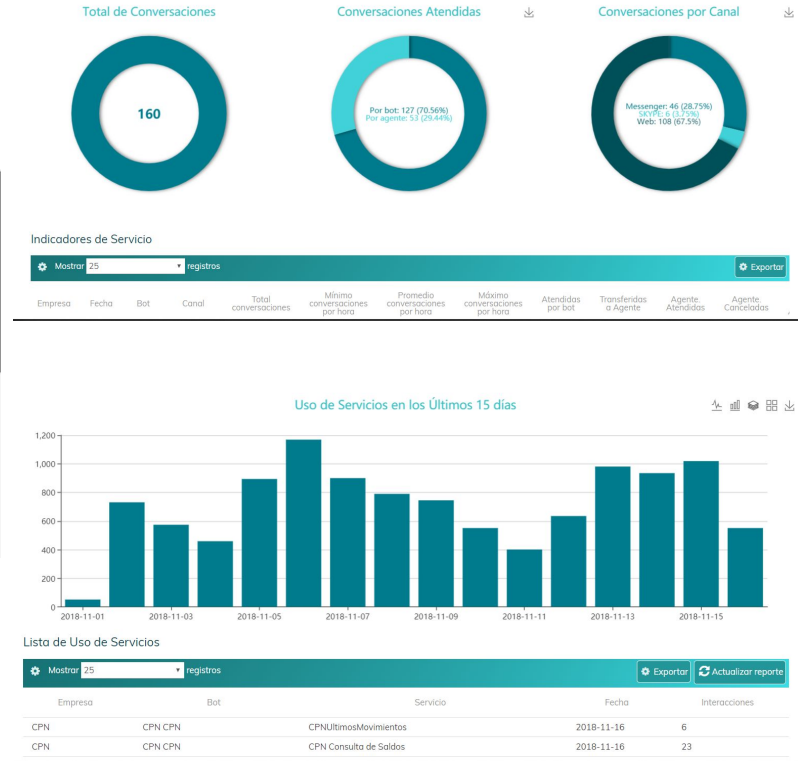 Total de Conversaciones
160
Conversaciones Atendidas
Por bot: 127 (70.56%)
Por agente: 53 (29.44%)
Conversaciones por Canal
Messenger: 46 (28.75%)
SKYPE: 6 (3.75%)
Web: 108 (67.5%)
Indicadores de Servicio
Mostrar 25 registros Exportar
Empresa Fecha Bot Canal Total conversaciones Mínimo conversaciones por hora Promedio conversaciones por hora Máximo conversaciones por hora Atendidas por bot Transferidas a Agente Agente. Atendidas Agente. Canceladas
Uso de Servicios en los Últimos 15 días
1,200
1,000
800
600
400
200
0
2018-11-01 2018-11-03 2018-11-05 2018-11-07 2018-11-09 2018-11-11 2018-11-13 2018-11-15
Lista de Uso de Servicios
Mostrar 25 registros Exportar Actualizar reporte
Empresa Bot Servicio Fecha Interacciones
CPN CPN CPN CPNUltimosMovimientos 2018-11-16 6
CPN CPN CPN CPN Consulta de Saldos 2018-11-16 23